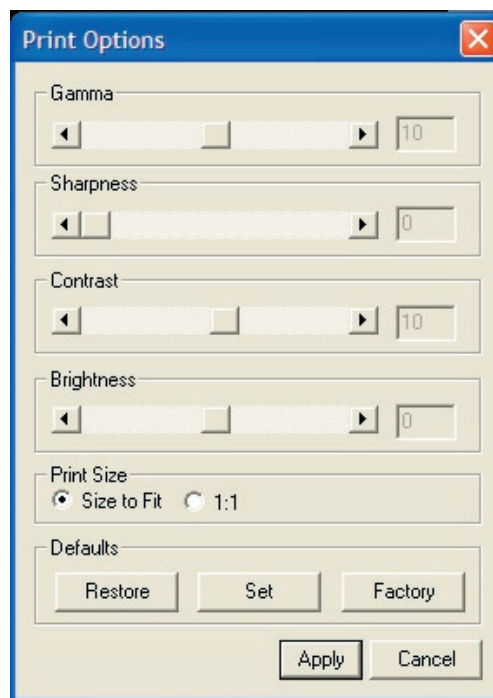 Print Options
Gamma
10
Sharpness
0
Contrast
10
Brightness
0
Print Size
Size to Fit 1:1
Defaults
Restore Set Factory
Apply Cancel